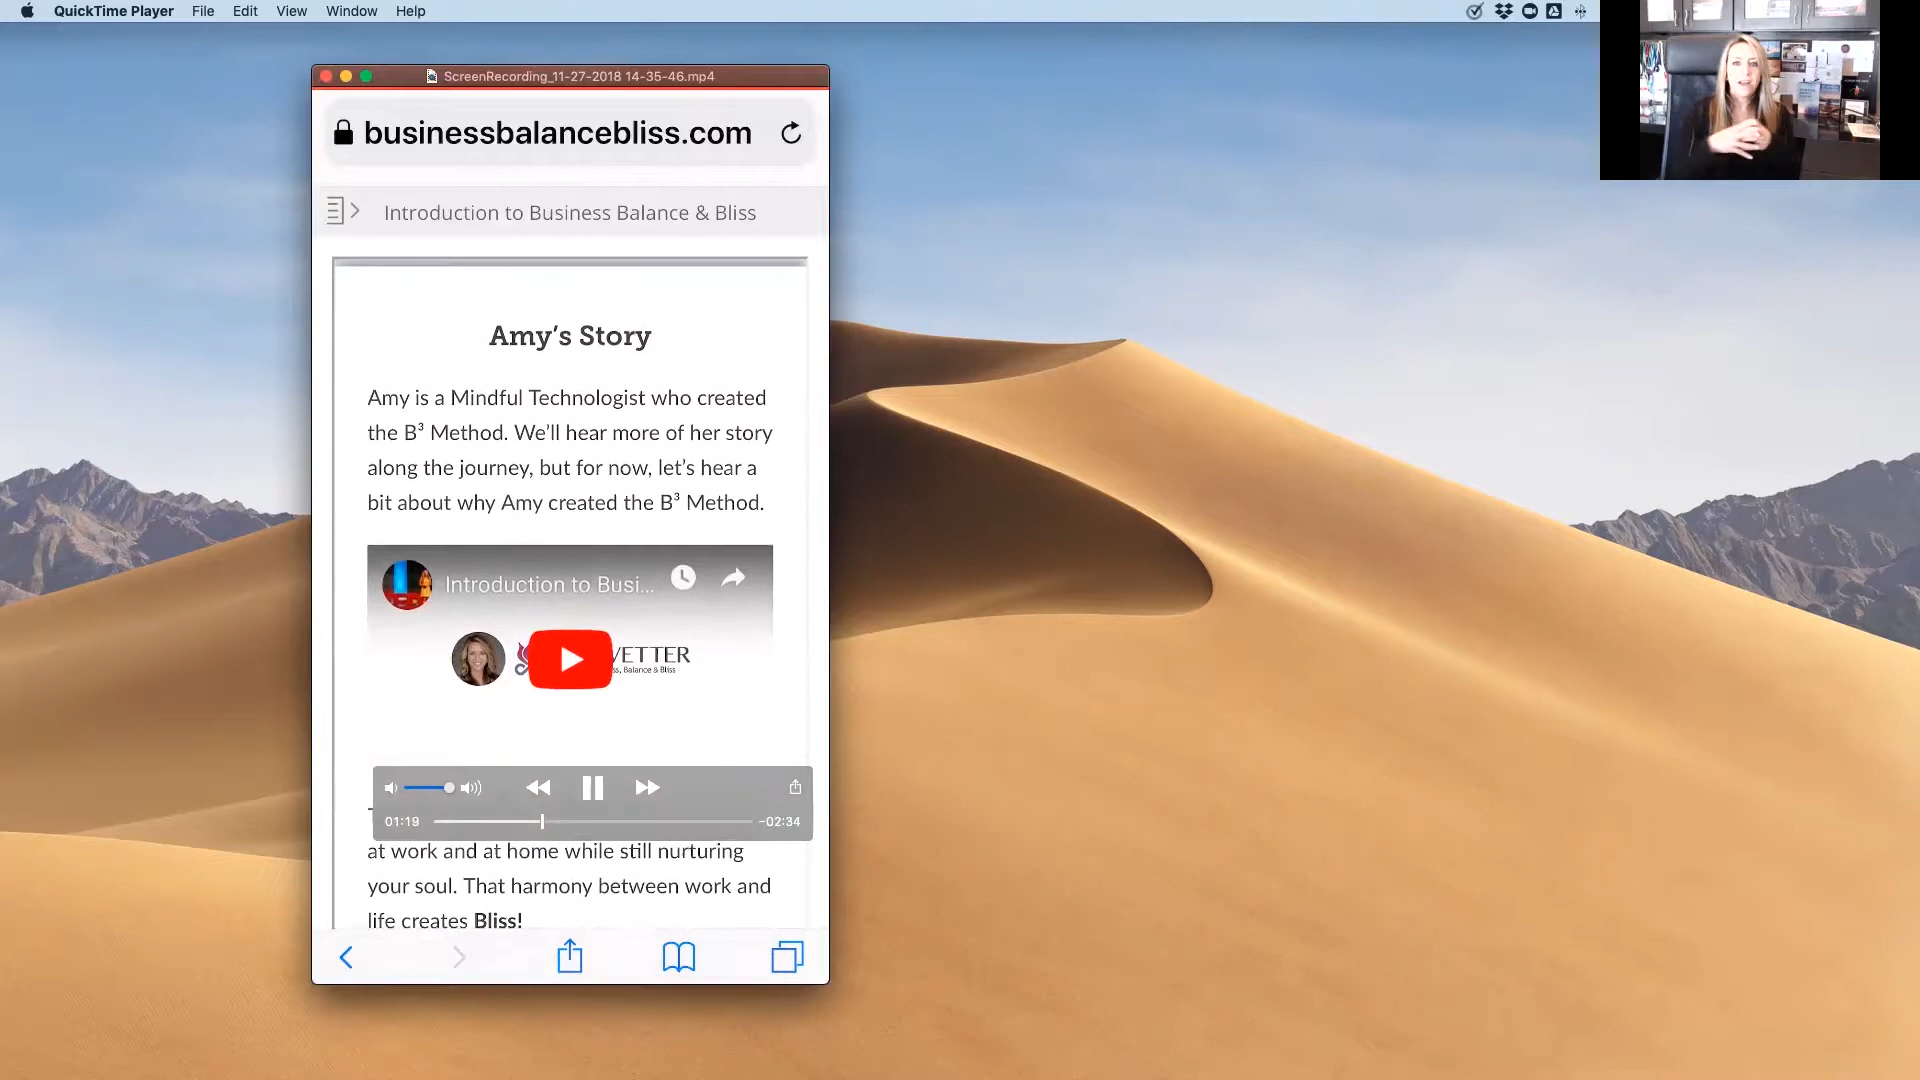 QuickTime Player File Edit View Window Help
ScreenRecording_11-27-2018 14-35-46.mp4
businessbalancebliss.com
Introduction to Business Balance & Bliss
Amy’s Story
Amy is a Mindful Technologist who created
the B³ Method. We’ll hear more of her story
along the journey, but for now, let’s hear a
bit about why Amy created the B³ Method.
Introduction to Busi...
VETTER
ss, Balance & Bliss
01:19 -02:34
at work and at home while still nurturing
your soul. That harmony between work and
life creates Bliss!